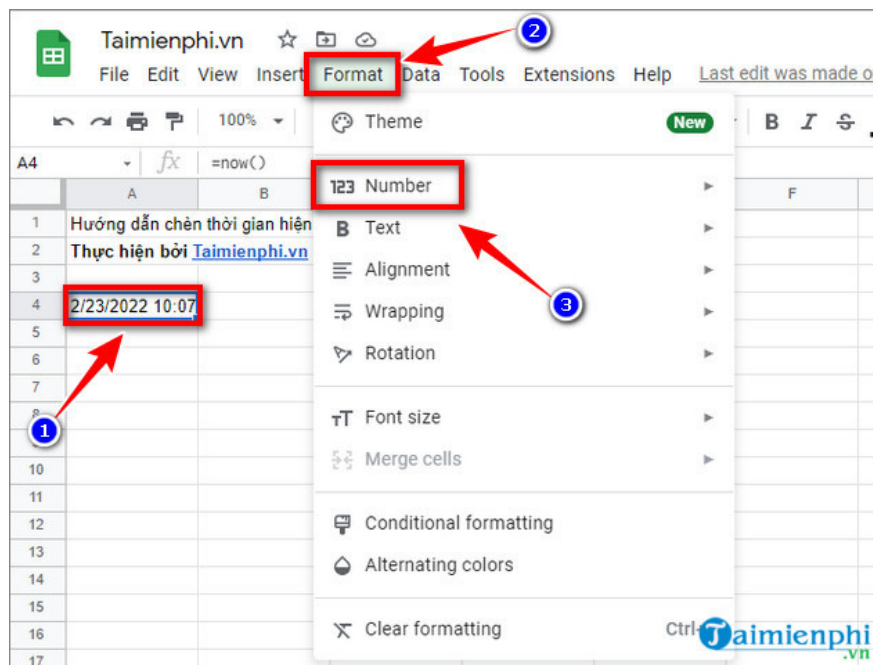 Taimienphi.vn
File Edit View Insert Format Data Tools Extensions Help Last edit was made o
100%
A4 fx =now()
A B F
1 Hướng dẫn chèn thời gian hiện
2 Thực hiện bởi Taimienphi.vn
3
4 2/23/2022 10:07
5
6
7
8
10
11
12
13
14
15
16
17
Theme New
123 Number
B Text
Alignment
Wrapping
Rotation
Font size
Merge cells
Conditional formatting
Alternating colors
Clear formatting Ctrl+
B I S
1
2
3
Taimienphi
.vn